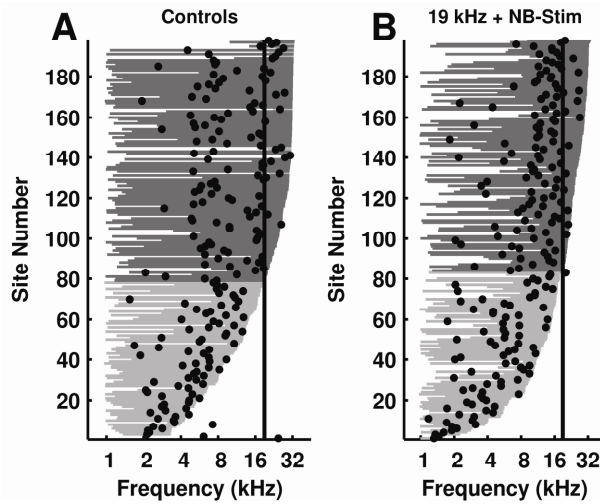 A
Controls
B
19 kHz + NB-Stim
Site Number
180
160
140
120
100
80
60
40
20
1 2 4 8 16 32
Frequency (kHz)
Site Number
180
160
140
120
100
80
60
40
20
1 2 4 8 16 32
Frequency (kHz)